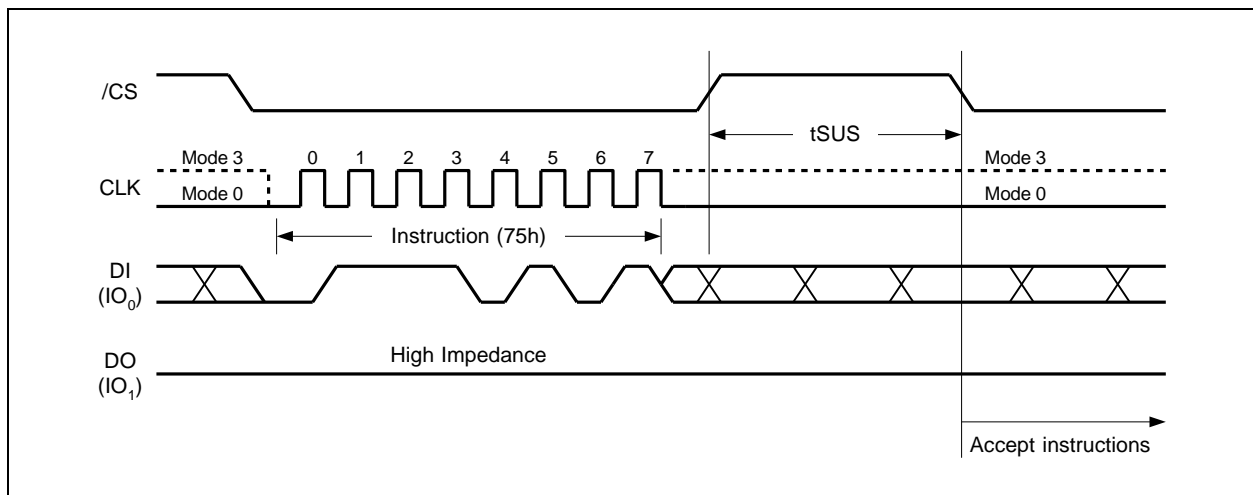 /CS
tSUS
Mode 3 0 1 2 3 4 5 6 7 Mode 3
CLK
Mode 0 Mode 0
Instruction (75h)
DI
(IO0)
High Impedance
DO
(IO1)
Accept instructions